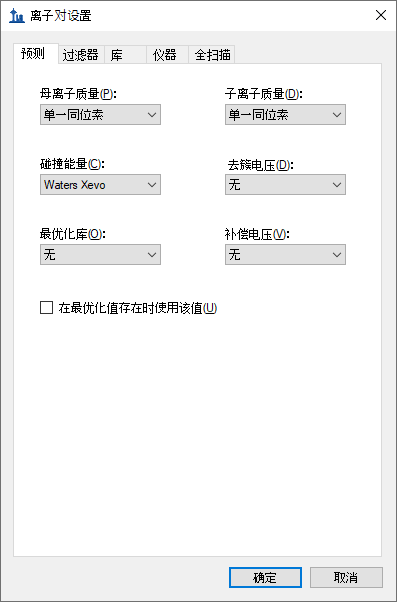 离子对设置
预测 过滤器 库 仪器 全扫描
母离子质量(P): 子离子质量(D):
单一同位素 单一同位素
碰撞能量(C): 去簇电压(D):
Waters Xevo 无
最优化库(O): 补偿电压(V):
无 无
在最优化值存在时使用该值(U)
确定 取消